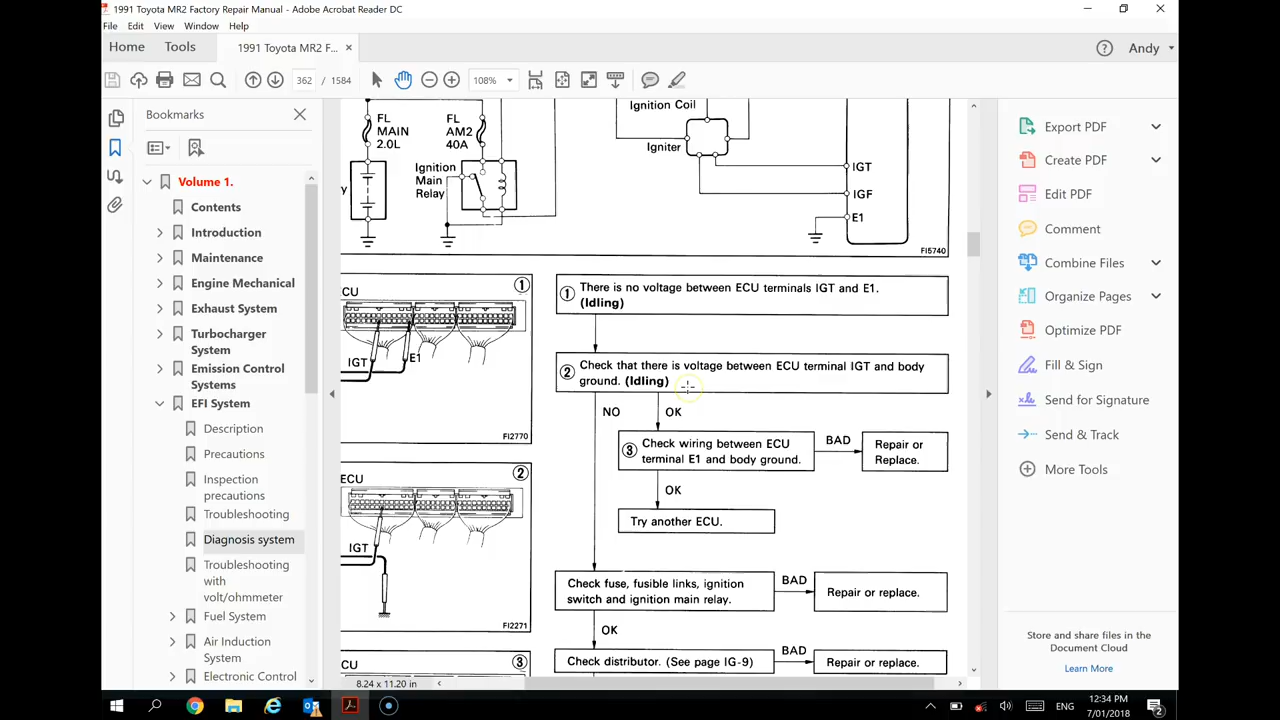 1991 Toyota MR2 Factory Repair Manual - Adobe Acrobat Reader DC
File Edit View Window Help
Home Tools 1991 Toyota MR2 F... × Andy
362 / 1584 108%
Bookmarks
Volume 1.
Contents
Introduction
Maintenance
Engine Mechanical
Exhaust System
Turbocharger
System
Emission Control
Systems
EFI System
Description
Precautions
Inspection
precautions
Troubleshooting
Diagnosis system
Troubleshooting
with
volt/ohmmeter
Fuel System
Air Induction
System
Electronic Control
FL
MAIN
2.0L
FL
AM2
40A
Ignition
Main
Relay
y
Ignition Coil
Igniter
IGT
IGF
E1
FI5740
CU
1
IGT
E1
FI2770
ECU
2
IGT
FI2271
CU
3
1 There is no voltage between ECU terminals IGT and E1.
(Idling)
2 Check that there is voltage between ECU terminal IGT and body
ground. (Idling)
NO OK
3 Check wiring between ECU
terminal E1 and body ground.
BAD
Repair or
Replace.
OK
Try another ECU.
Check fuse, fusible links, ignition
switch and ignition main relay.
BAD
Repair or replace.
OK
Check distributor. (See page IG-9)
BAD
Repair or replace.
8.24 x 11.20 in
Export PDF
Create PDF
Edit PDF
Comment
Combine Files
Organize Pages
Optimize PDF
Fill & Sign
Send for Signature
Send & Track
More Tools
Store and share files in the
Document Cloud
Learn More
ENG
12:34 PM
7/01/2018
2